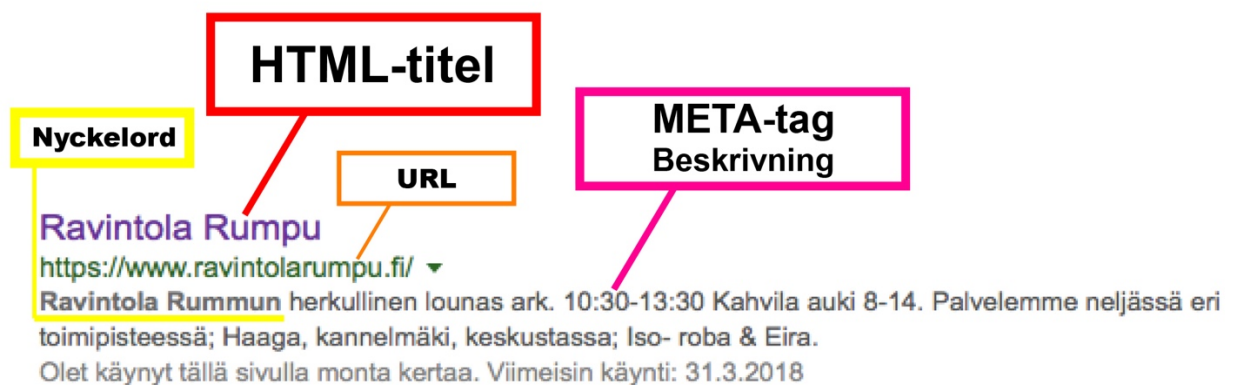 HTML-titel
META-tag
Beskrivning
Nyckelord
URL
Ravintola Rumpu
https://www.ravintolarumpu.fi/
Ravintola Rummun herkullinen lounas ark. 10:30-13:30 Kahvila auki 8-14. Palvelemme neljässä eri
toimipisteessä; Haaga, kannelmäki, keskustassa; Iso- roba & Eira.
Olet käynyt tällä sivulla monta kertaa. Viimeisin käynti: 31.3.2018